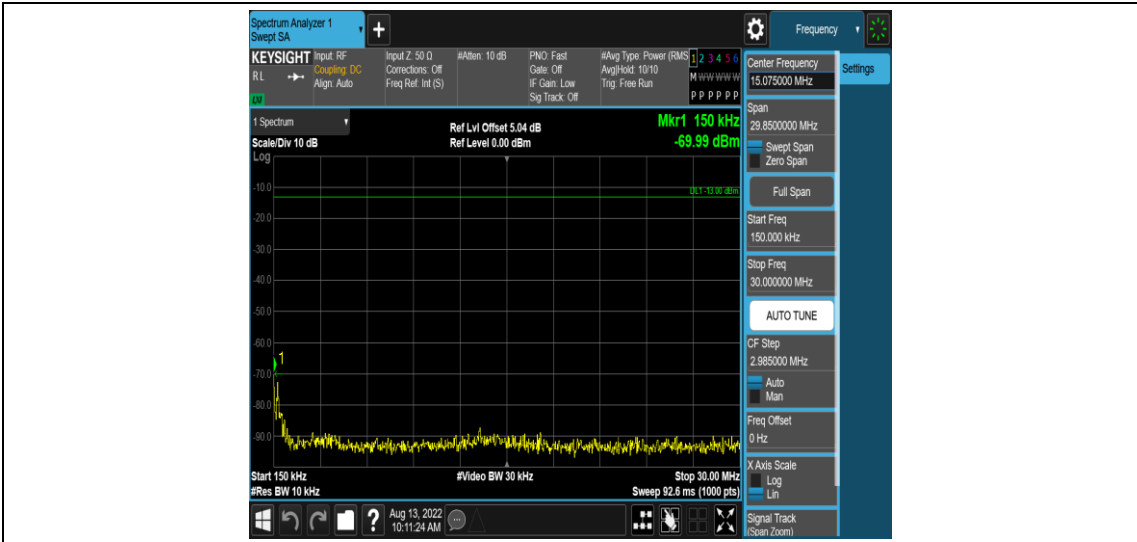 Spectrum Analyzer 1
Swept SA
+
Frequency
KEYSIGHT
RL
LXI
Input: RF
Coupling: DC
Align: Auto
Input Z: 50 Ω
Corrections: Off
Freq Ref: Int (S)
#Atten: 10 dB
PNO: Fast
Gate: Off
IF Gain: Low
Sig Track: Off
#Avg Type: Power (RMS
Avg|Hold: 10/10
Trig: Free Run
1 2 3 4 5 6
M W W W W W
P P P P P P
Center Frequency
15.075000 MHz
Settings
Span
29.8500000 MHz
Swept Span
Zero Span
Full Span
Start Freq
150.000 kHz
Stop Freq
30.000000 MHz
AUTO TUNE
CF Step
2.985000 MHz
Auto
Man
Freq Offset
0 Hz
X Axis Scale
Log
Lin
Signal Track
(Span Zoom)
1 Spectrum
Scale/Div 10 dB
Log
Ref Lvl Offset 5.04 dB
Ref Level 0.00 dBm
Mkr1 150 kHz
-69.99 dBm
DL1 -13.00 dBm
-10.0
-20.0
-30.0
-40.0
-50.0
-60.0
-70.0
-80.0
-90.0
1
Start 150 kHz
#Res BW 10 kHz
#Video BW 30 kHz
Stop 30.00 MHz
Sweep 92.6 ms (1000 pts)
?
Aug 13, 2022
10:11:24 AM